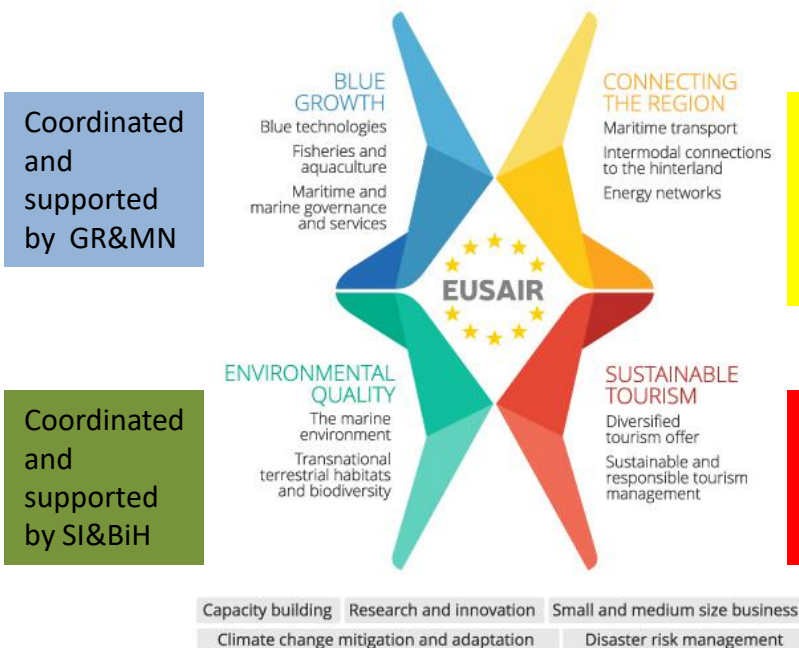 BLUE
GROWTH
Blue technologies
Fisheries and
aquaculture
Maritime and
marine governance
and services
CONNECTING
THE REGION
Maritime transport
Intermodal connections
to the hinterland
Energy networks
Coordinated
and
supported
by GR&MN
EUSAIR
ENVIRONMENTAL
QUALITY
The marine
environment
Transnational
terrestrial habitats
and biodiversity
SUSTAINABLE
TOURISM
Diversified
tourism offer
Sustainable and
responsible tourism
management
Coordinated
and
supported
by SI&BiH
Capacity building
Research and innovation
Small and medium size business
Climate change mitigation and adaptation
Disaster risk management